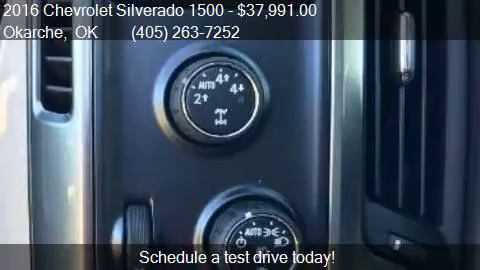 2016 Chevrolet Silverado 1500 - $37,991.00
Okarche, OK (405) 263-7252
AUTO 4↑
2↑ 4↓
AUTO
Schedule a test drive today!